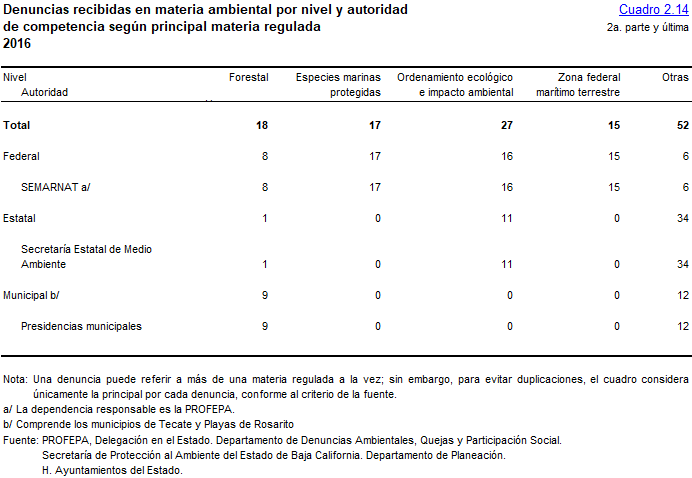 Denuncias recibidas en materia ambiental por nivel y autoridad Cuadro 2.14
de competencia según principal materia regulada 2a. parte y última
2016
Nivel Forestal Especies marinas Ordenamiento ecológico Zona federal Otras
Autoridad protegidas e impacto ambiental marítimo terrestre
Total 18 17 27 15 52
Federal 8 17 16 15 6
SEMARNAT a/ 8 17 16 15 6
Estatal 1 0 11 0 34
Secretaría Estatal de Medio
Ambiente 1 0 11 0 34
Municipal b/ 9 0 0 0 12
Presidencias municipales 9 0 0 0 12
Nota: Una denuncia puede referir a más de una materia regulada a la vez; sin embargo, para evitar duplicaciones, el cuadro considera
únicamente la principal por cada denuncia, conforme al criterio de la fuente.
a/ La dependencia responsable es la PROFEPA.
b/ Comprende los municipios de Tecate y Playas de Rosarito
Fuente: PROFEPA, Delegación en el Estado. Departamento de Denuncias Ambientales, Quejas y Participación Social.
Secretaría de Protección al Ambiente del Estado de Baja California. Departamento de Planeación.
H. Ayuntamientos del Estado.